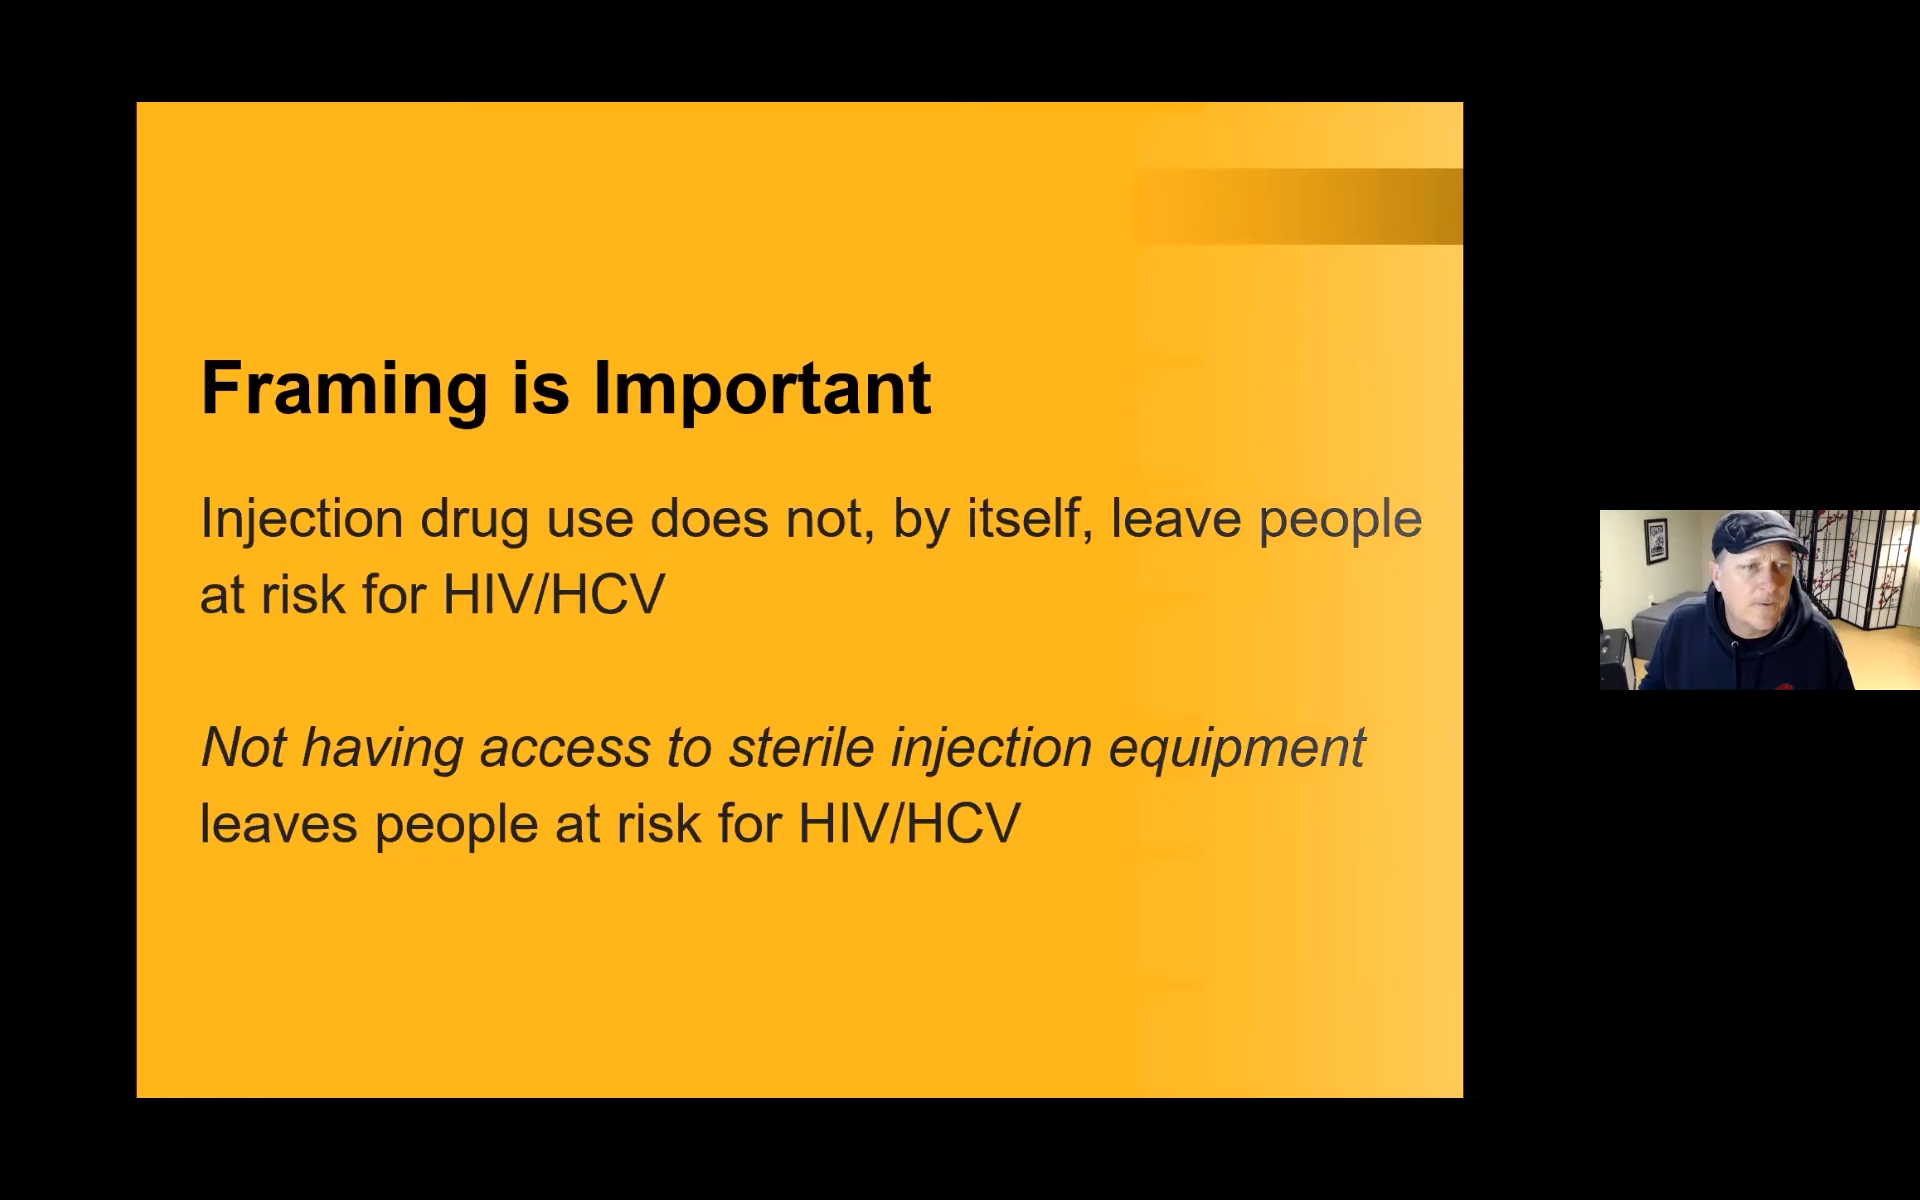 Framing is Important
Injection drug use does not, by itself, leave people
at risk for HIV/HCV
Not having access to sterile injection equipment
leaves people at risk for HIV/HCV